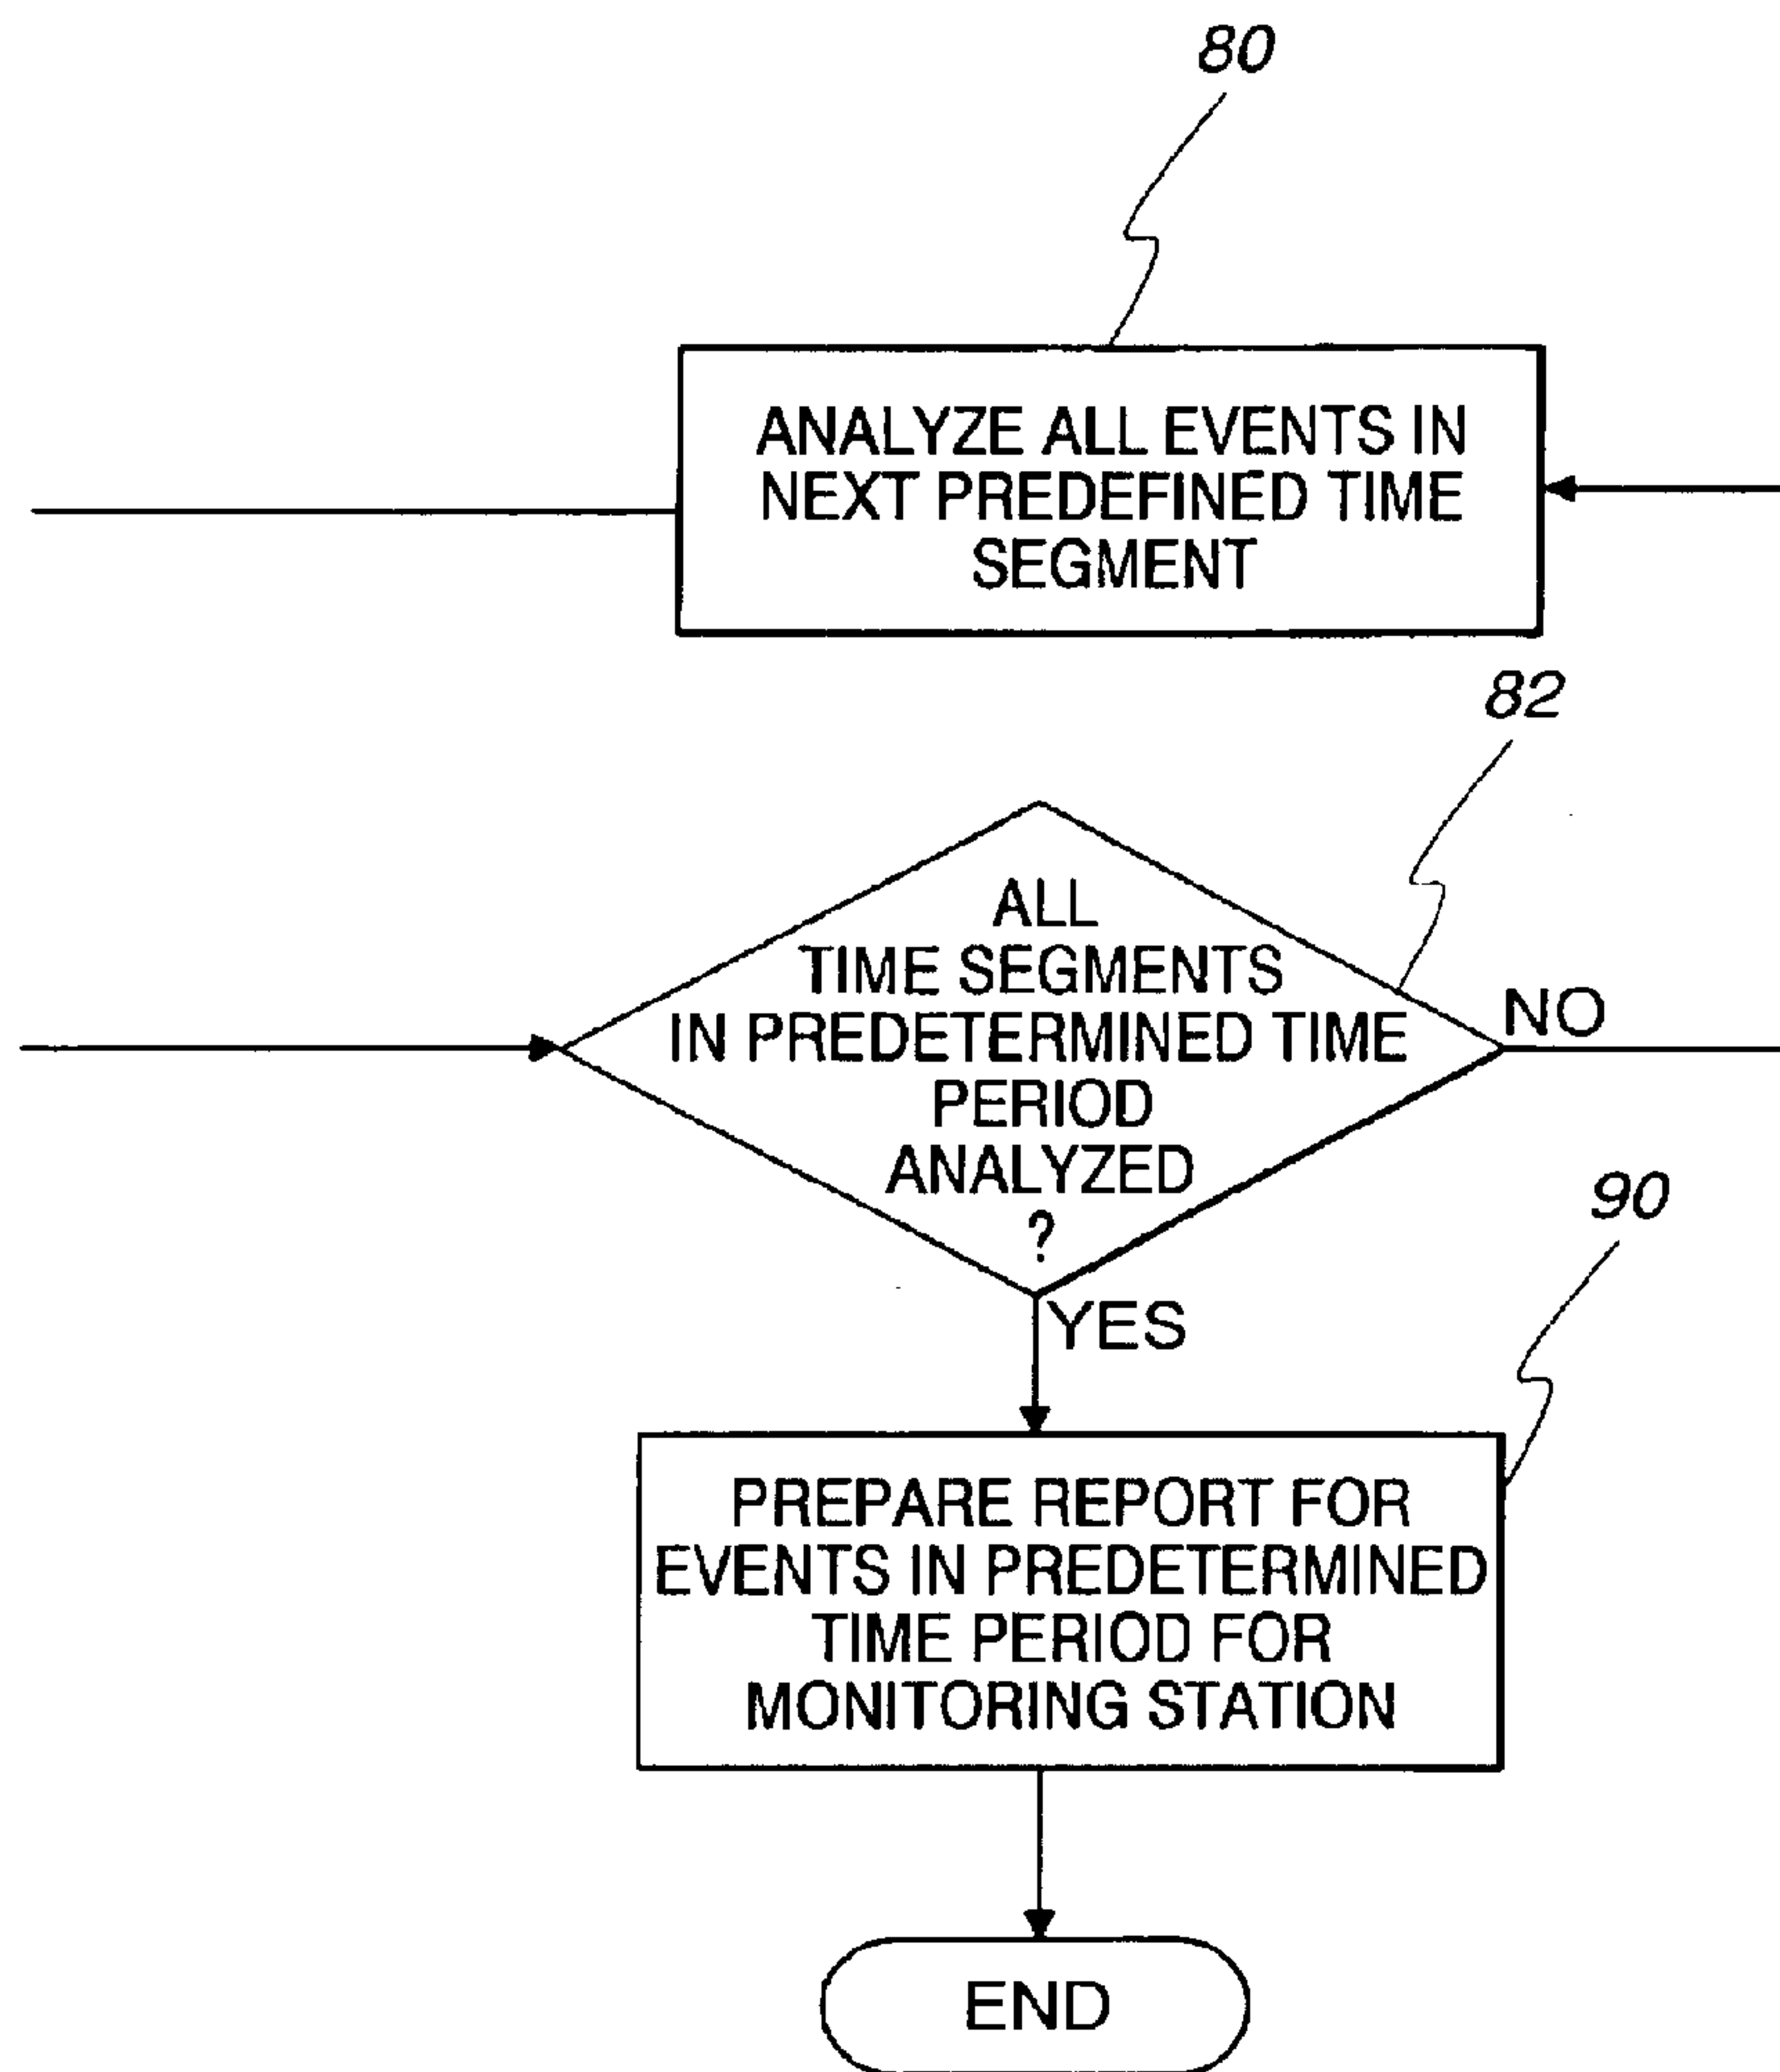 80
ANALYZE ALL EVENTS IN
NEXT PREDEFINED TIME
SEGMENT
82
ALL
TIME SEGMENTS
IN PREDETERMINED TIME
PERIOD
ANALYZED
?
NO
YES
90
PREPARE REPORT FOR
EVENTS IN PREDETERMINED
TIME PERIOD FOR
MONITORING STATION
END